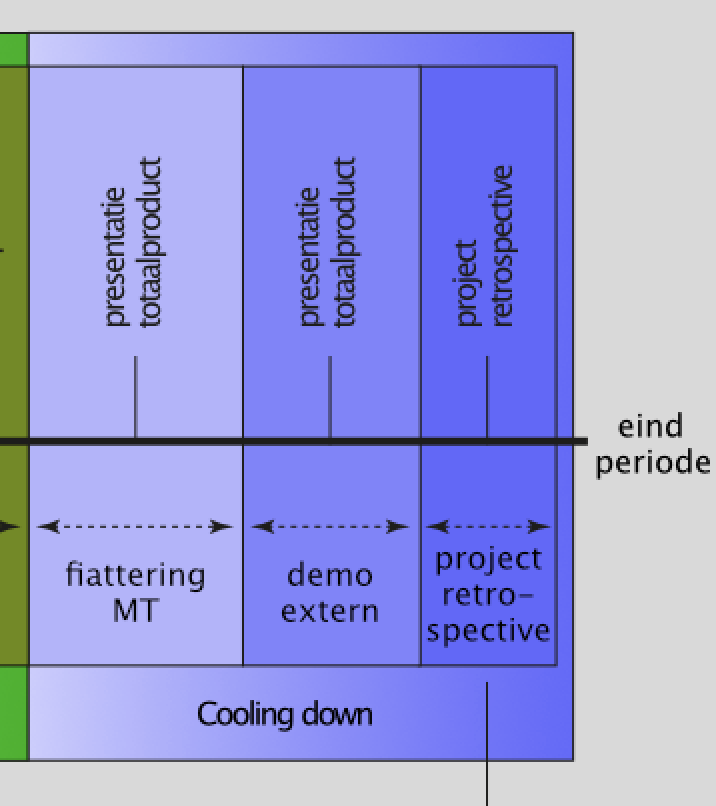 presentatie
totaalproduct
presentatie
totaalproduct
project
retrospective
eind
periode
fiattering
MT
demo
extern
project
retro-
spective
Cooling down